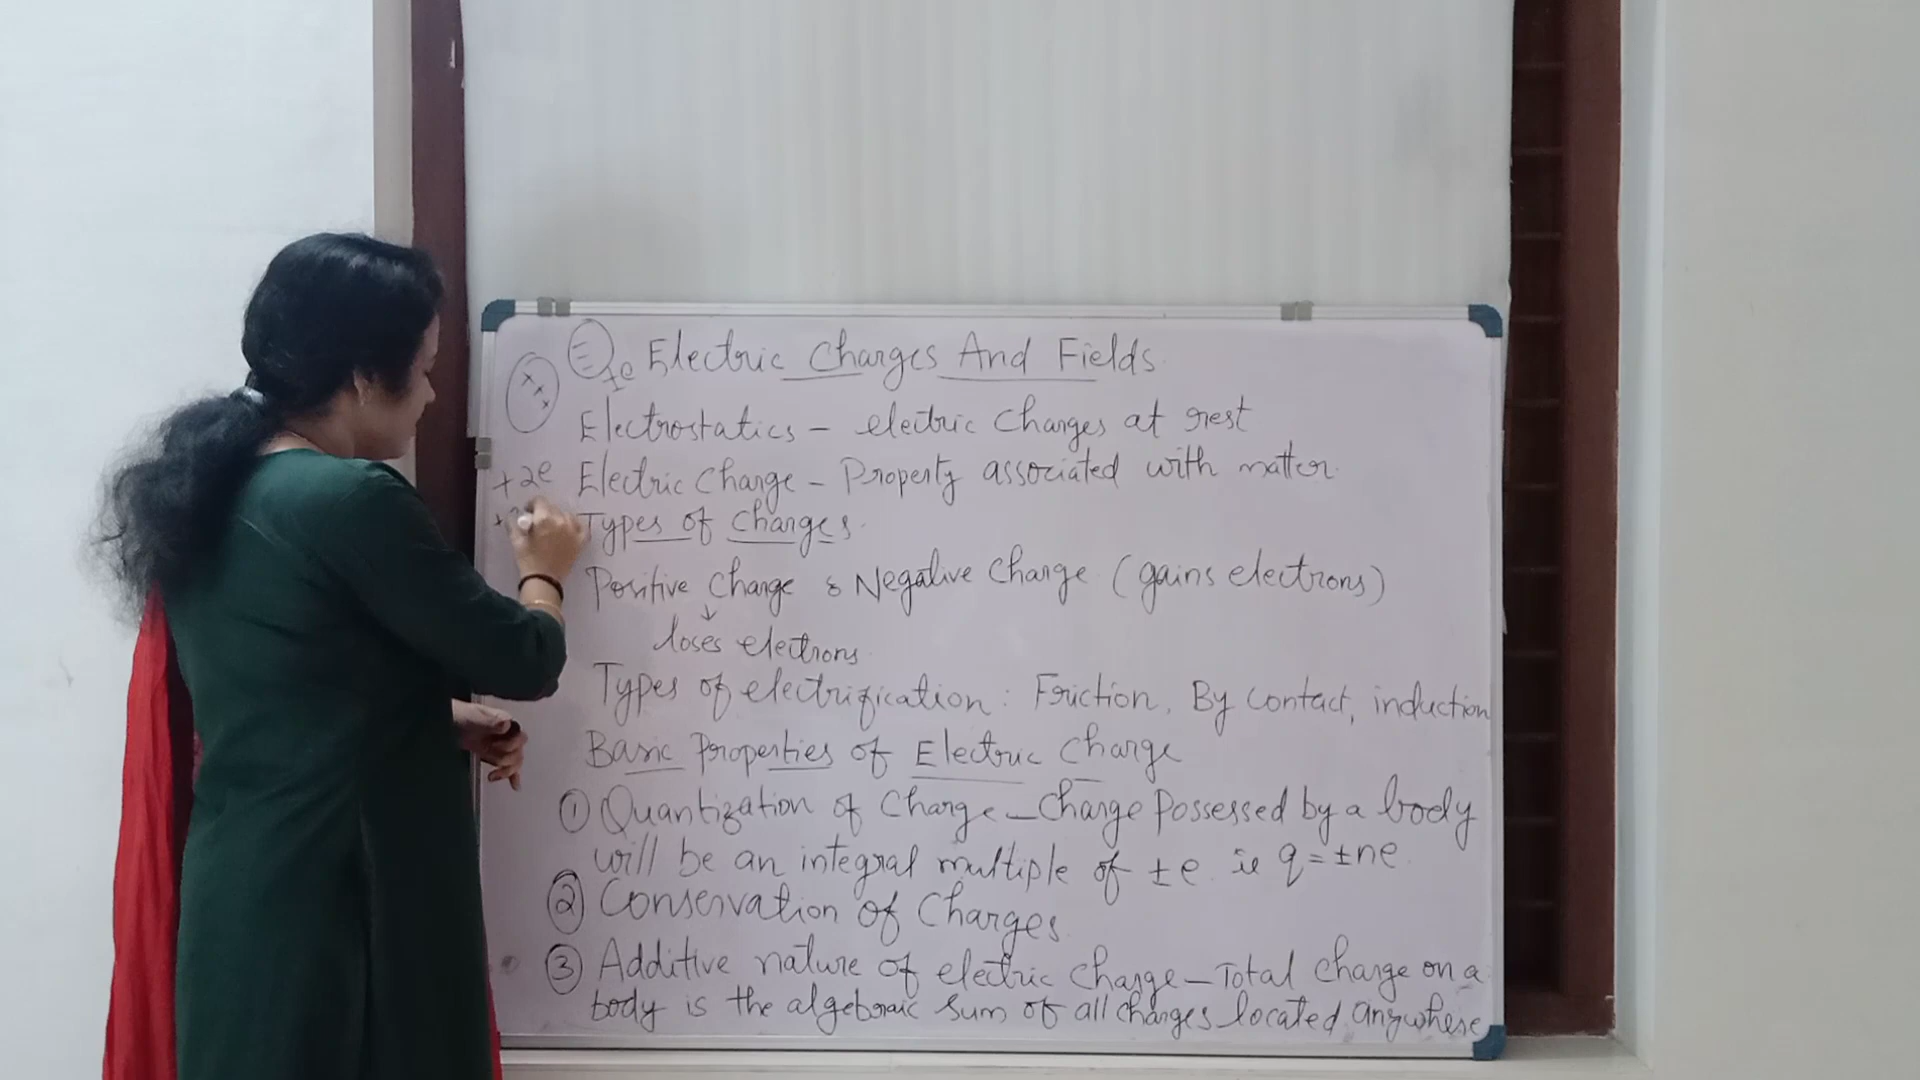 Electric Charges And Fields
±e
Electrostatics - electric charges at rest
+2e Electric Charge - Property associated with matter
Types of Charges
Positive Charge & Negative Charge (gains electrons)
↓
loses electrons
Types of electrification: Friction, By contact, induction
Basic Properties of Electric Charge
① Quantization of Charge - Charge Possessed by a body
will be an integral multiple of ±e ie q = ±ne
② Conservation of Charges
③ Additive nature of electric Charge - Total Charge on a
body is the algebraic sum of all charges located anywhere